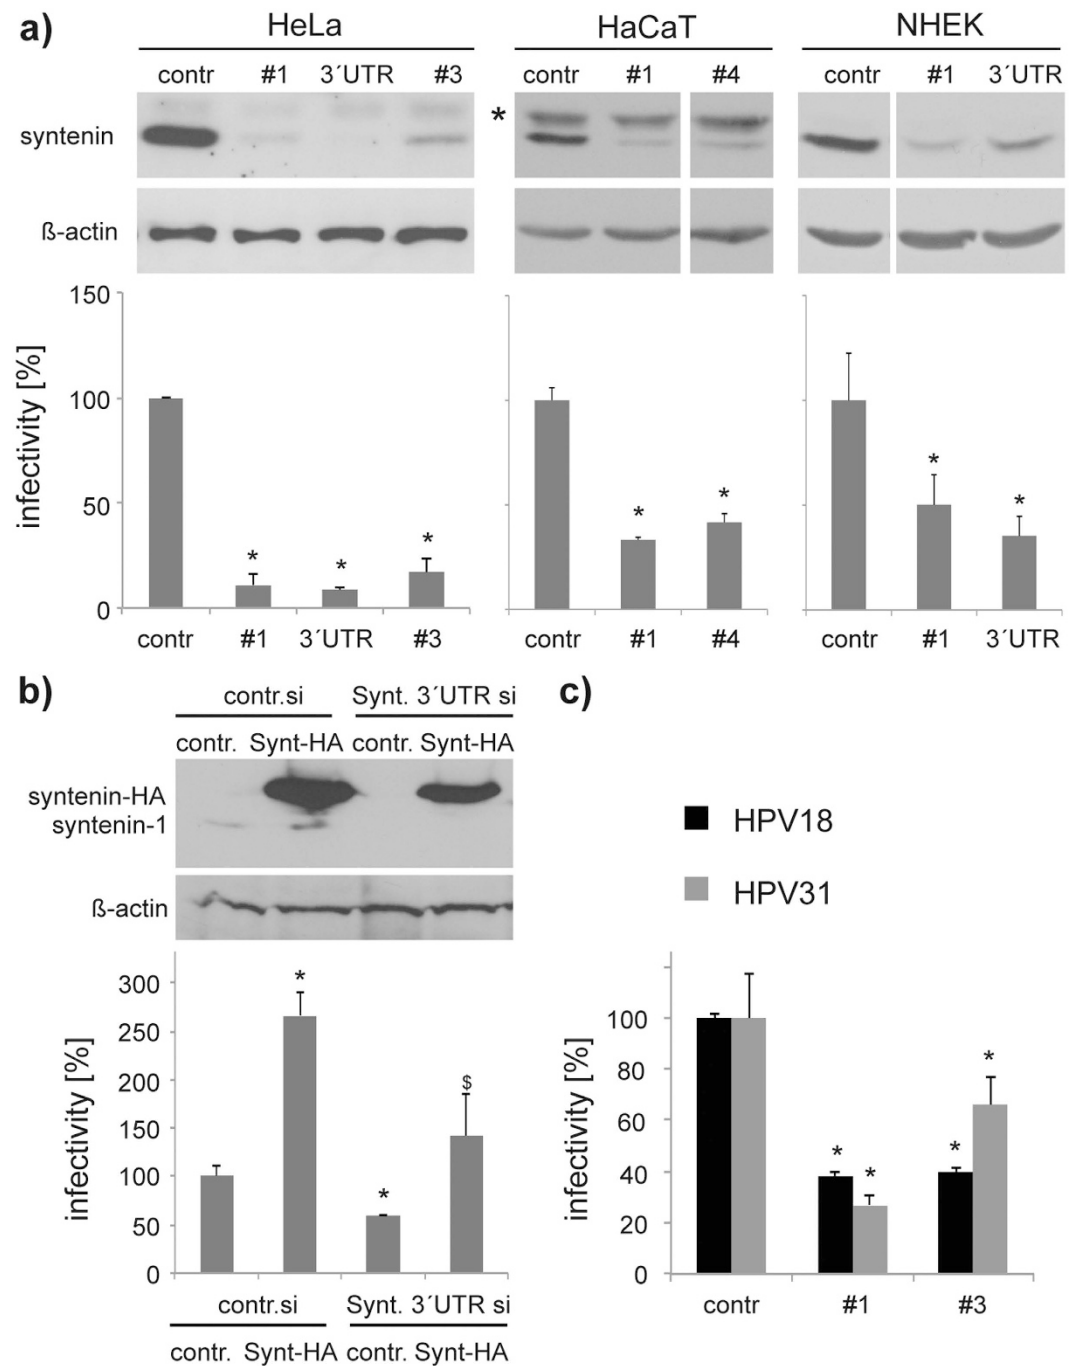 a)
HeLa HaCaT NHEK
contr #1 3´UTR #3 contr #1 #4 contr #1 3´UTR
*
syntenin
ß-actin
150
100
50
0
infectivity [%]
* * * * * * *
contr #1 3´UTR #3 contr #1 #4 contr #1 3´UTR
b)
contr.si Synt. 3´UTR si
contr. Synt-HA contr. Synt-HA
syntenin-HA
syntenin-1
ß-actin
300
250
200
150
100
50
0
infectivity [%]
* * $
contr.si Synt. 3´UTR si
contr. Synt-HA contr. Synt-HA
c)
HPV18
HPV31
100
80
60
40
20
0
infectivity [%]
* * * *
contr #1 #3